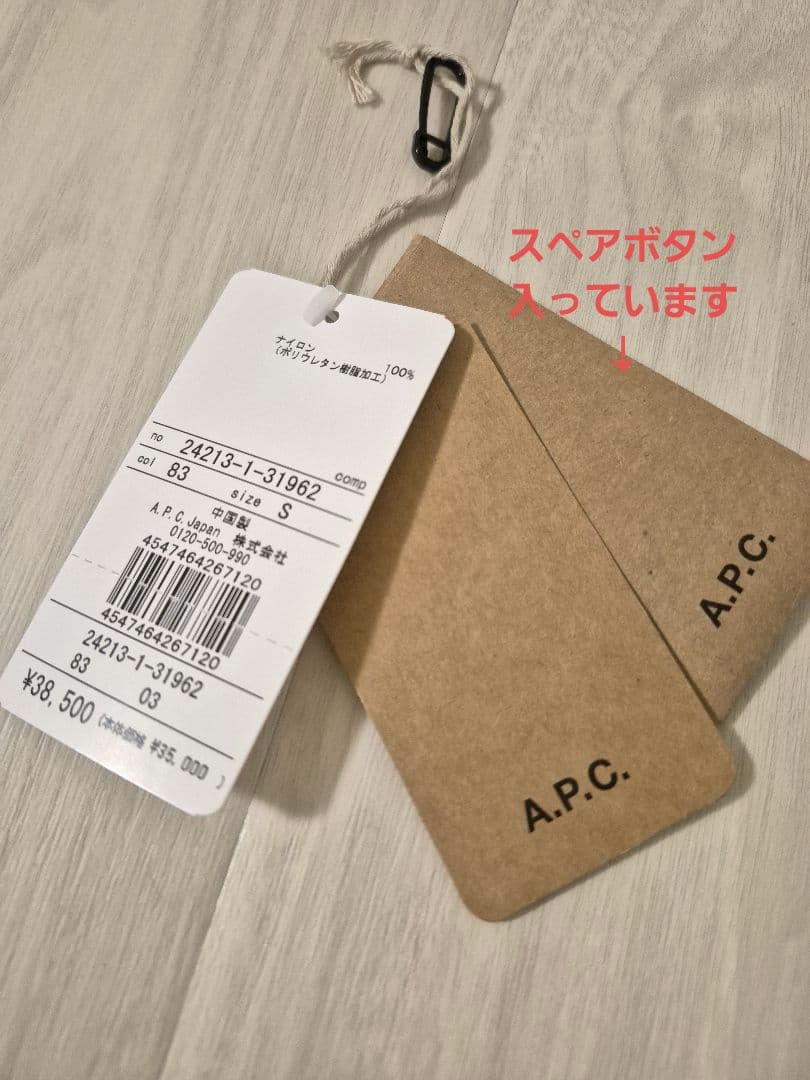 スペアボタン
入っています
↓
ナイロン 100%
(ポリウレタン樹脂加工)
no 24213-1-31962 comp
col 83 size S
中国製
A.P.C.Japan 株式会社
0120-500-990
4547464267120
4547464267120
24213-1-31962
83 03
¥38,500 (本体価格 ¥35,000 )
A.P.C.
A.P.C.